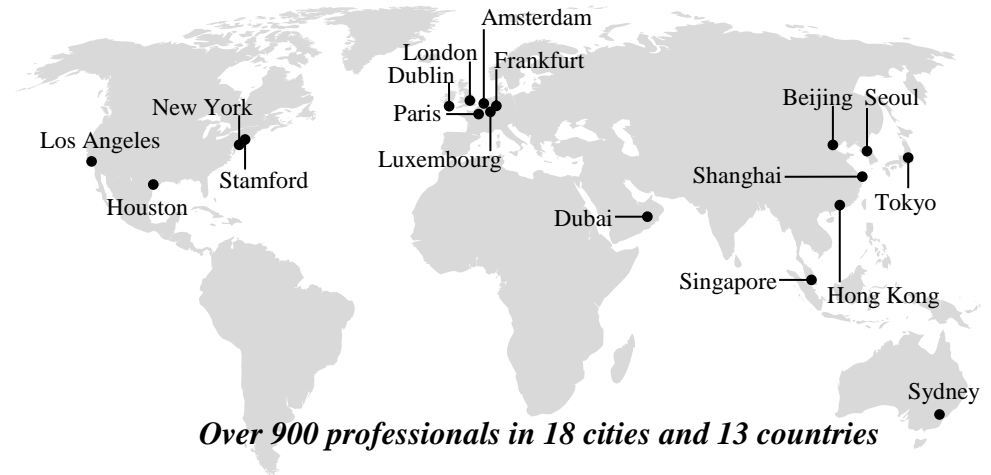 Amsterdam
London
Frankfurt
Dublin
Beijing Seoul
New York
Paris
Los Angeles
Luxembourg
Stamford
Shanghai
Houston
Tokyo
Dubai
Singapore
Hong Kong
Sydney
Over 900 professionals in 18 cities and 13 countries